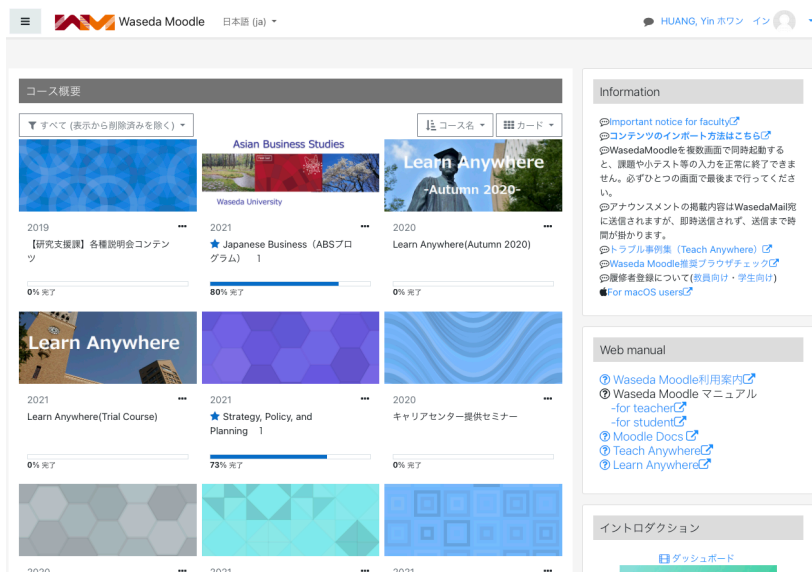 Waseda Moodle
日本語 (ja)
HUANG, Yin ホワン イン
コース概要
すべて (表示から削除済みを除く)
コース名
カード
Asian Business Studies
Waseda University
Learn Anywhere
-Autumn 2020-
2019
【研究支援課】各種説明会コンテン
ツ
0% 完了
2021
Japanese Business（ABSプロ
グラム） 1
80% 完了
2020
Learn Anywhere(Autumn 2020)
0% 完了
Learn Anywhere
2021
Learn Anywhere(Trial Course)
0% 完了
2021
Strategy, Policy, and
Planning 1
73% 完了
2020
キャリアセンター提供セミナー
0% 完了
2020
2021
2021
Information
Important notice for faculty
コンテンツのインポート方法はこちら
WasedaMoodleを複数画面で同時起動する
と、課題や小テスト等の入力を正常に終了できま
せん。必ずひとつの画面で最後まで行ってくださ
い。
アナウンスメントの掲載内容はWasedaMail宛
に送信されますが、即時送信されず、送信まで時
間が掛かります。
トラブル事例集（Teach Anywhere）
Waseda Moodle推奨ブラウザチェック
履修者登録について(教員向け・学生向け)
For macOS users
Web manual
Waseda Moodle利用案内
Waseda Moodle マニュアル
-for teacher
-for student
Moodle Docs
Teach Anywhere
Learn Anywhere
イントロダクション
ダッシュボード